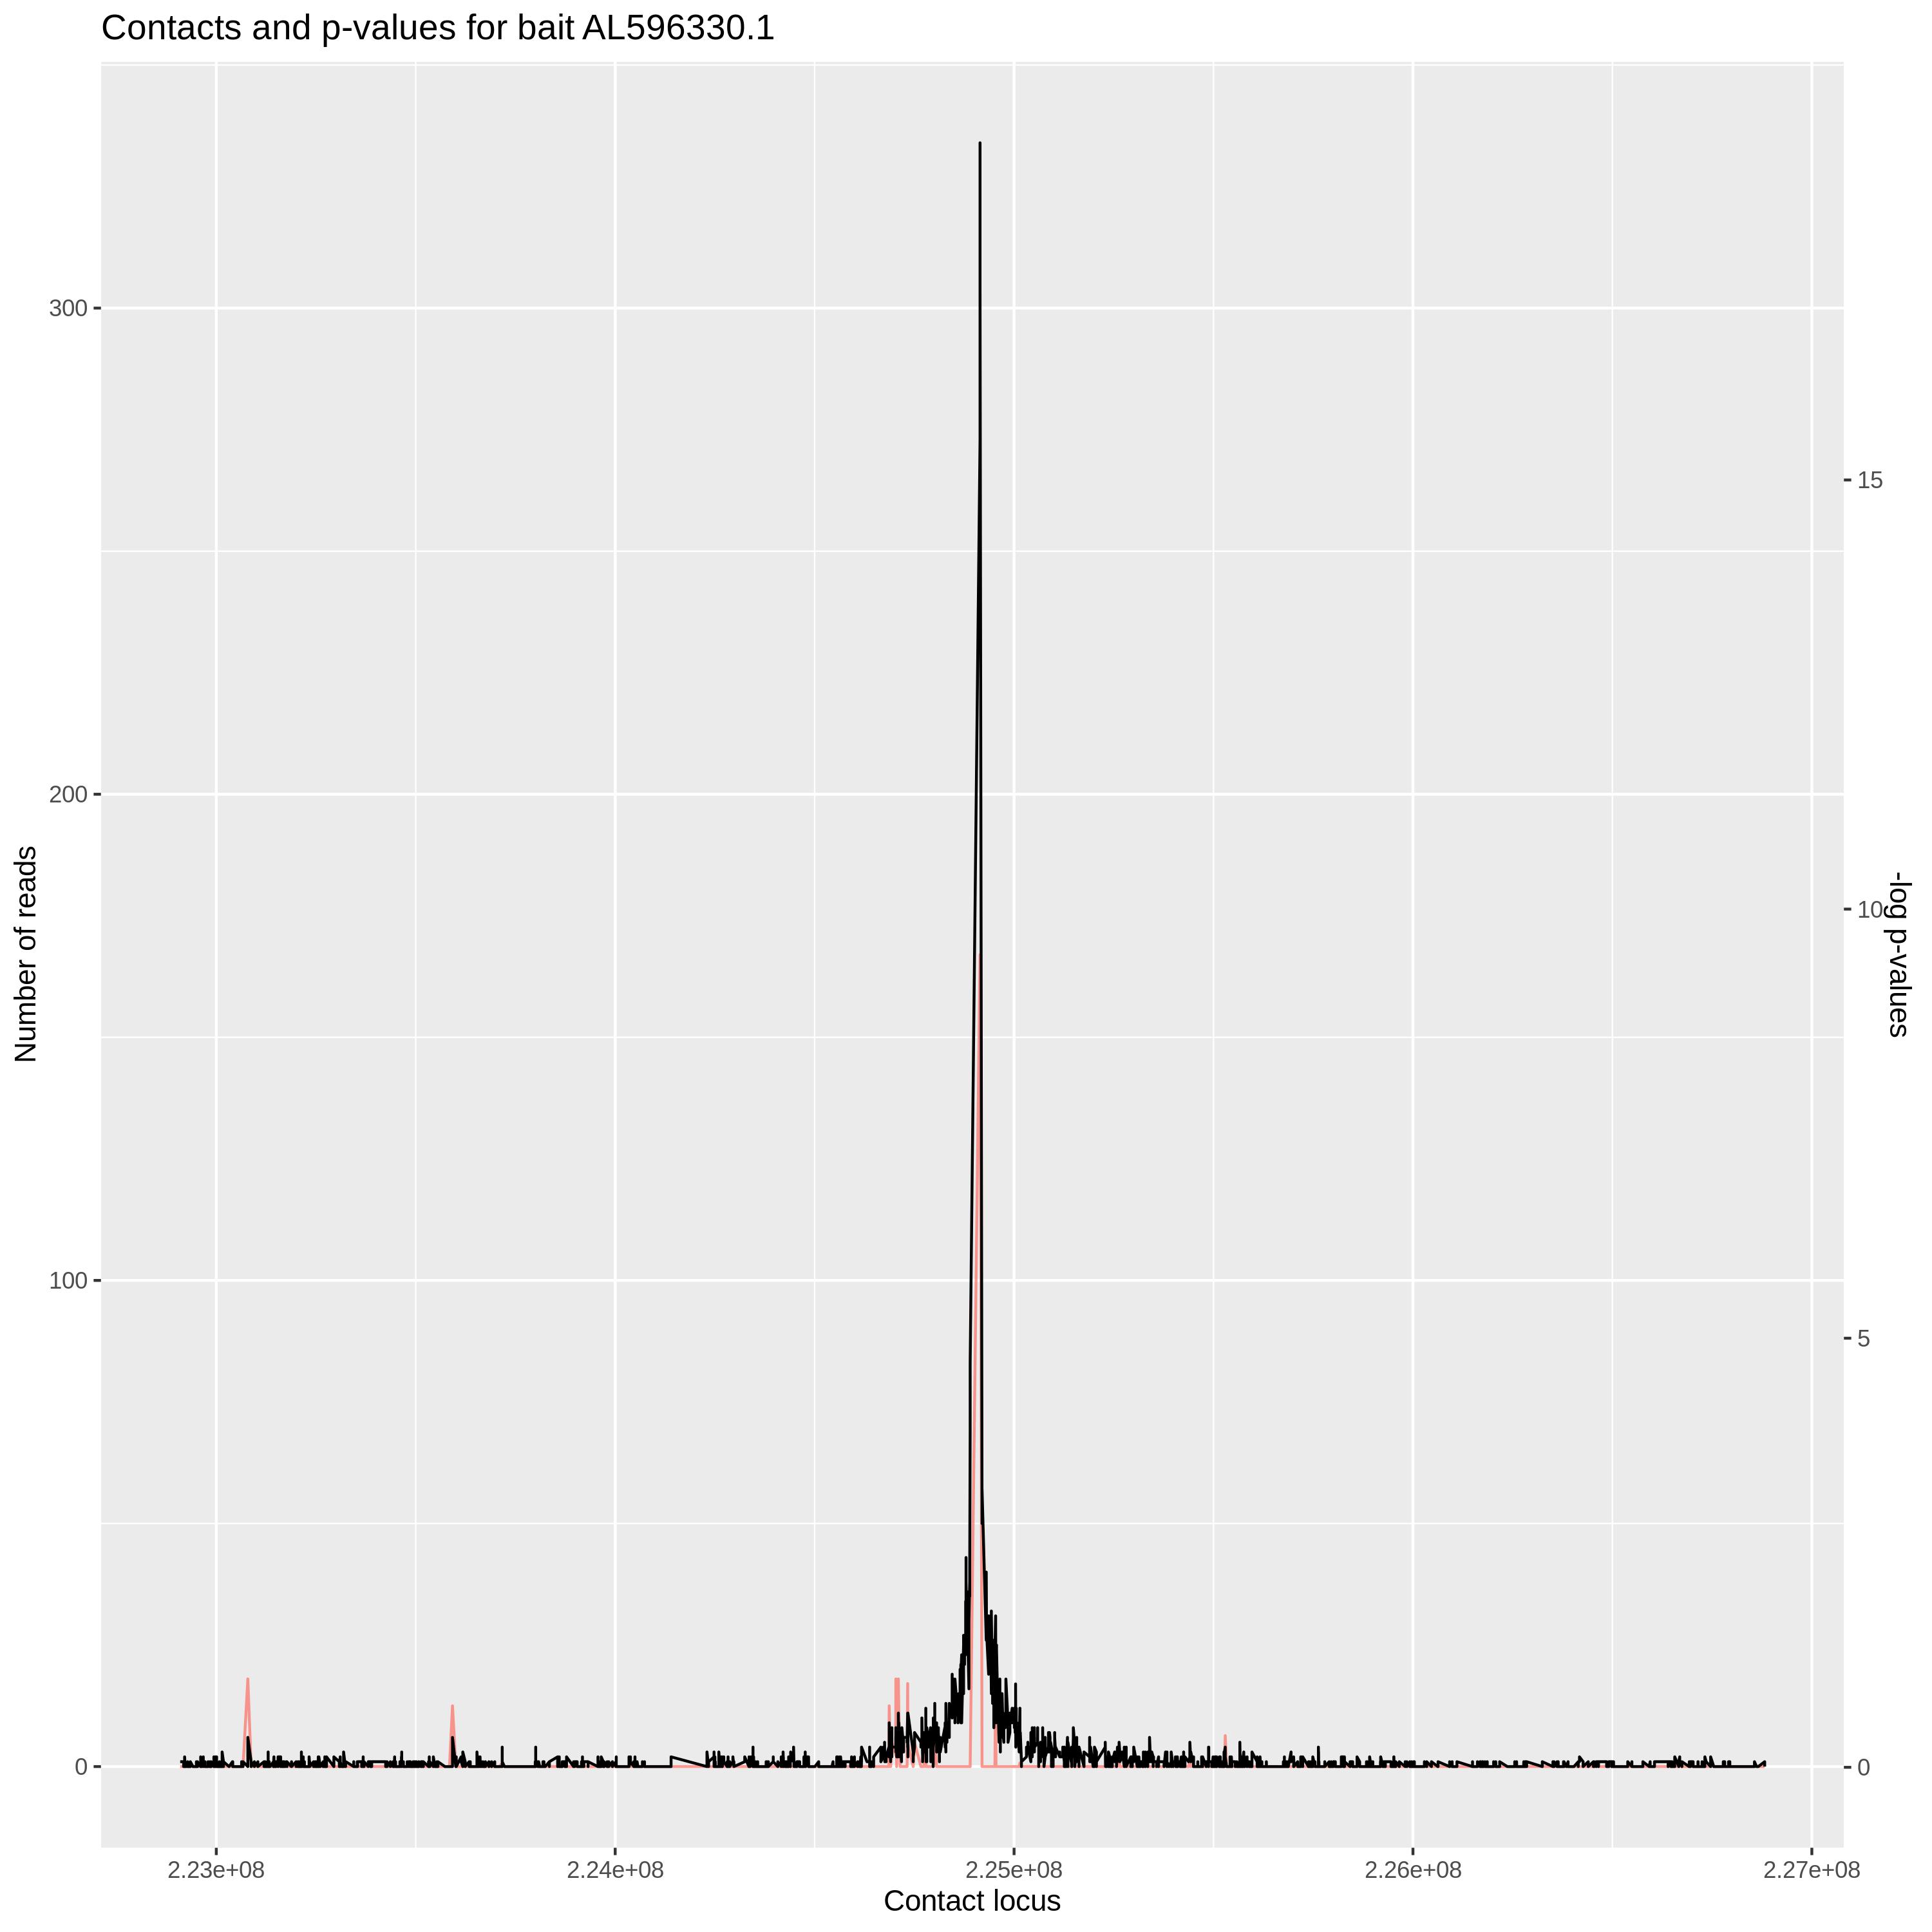 Contacts and p-values for bait AL596330.1
Number of reads
300
200
100
0
15
10
5
0
-log p-values
2.23e+08 2.24e+08 2.25e+08 2.26e+08 2.27e+08
Contact locus